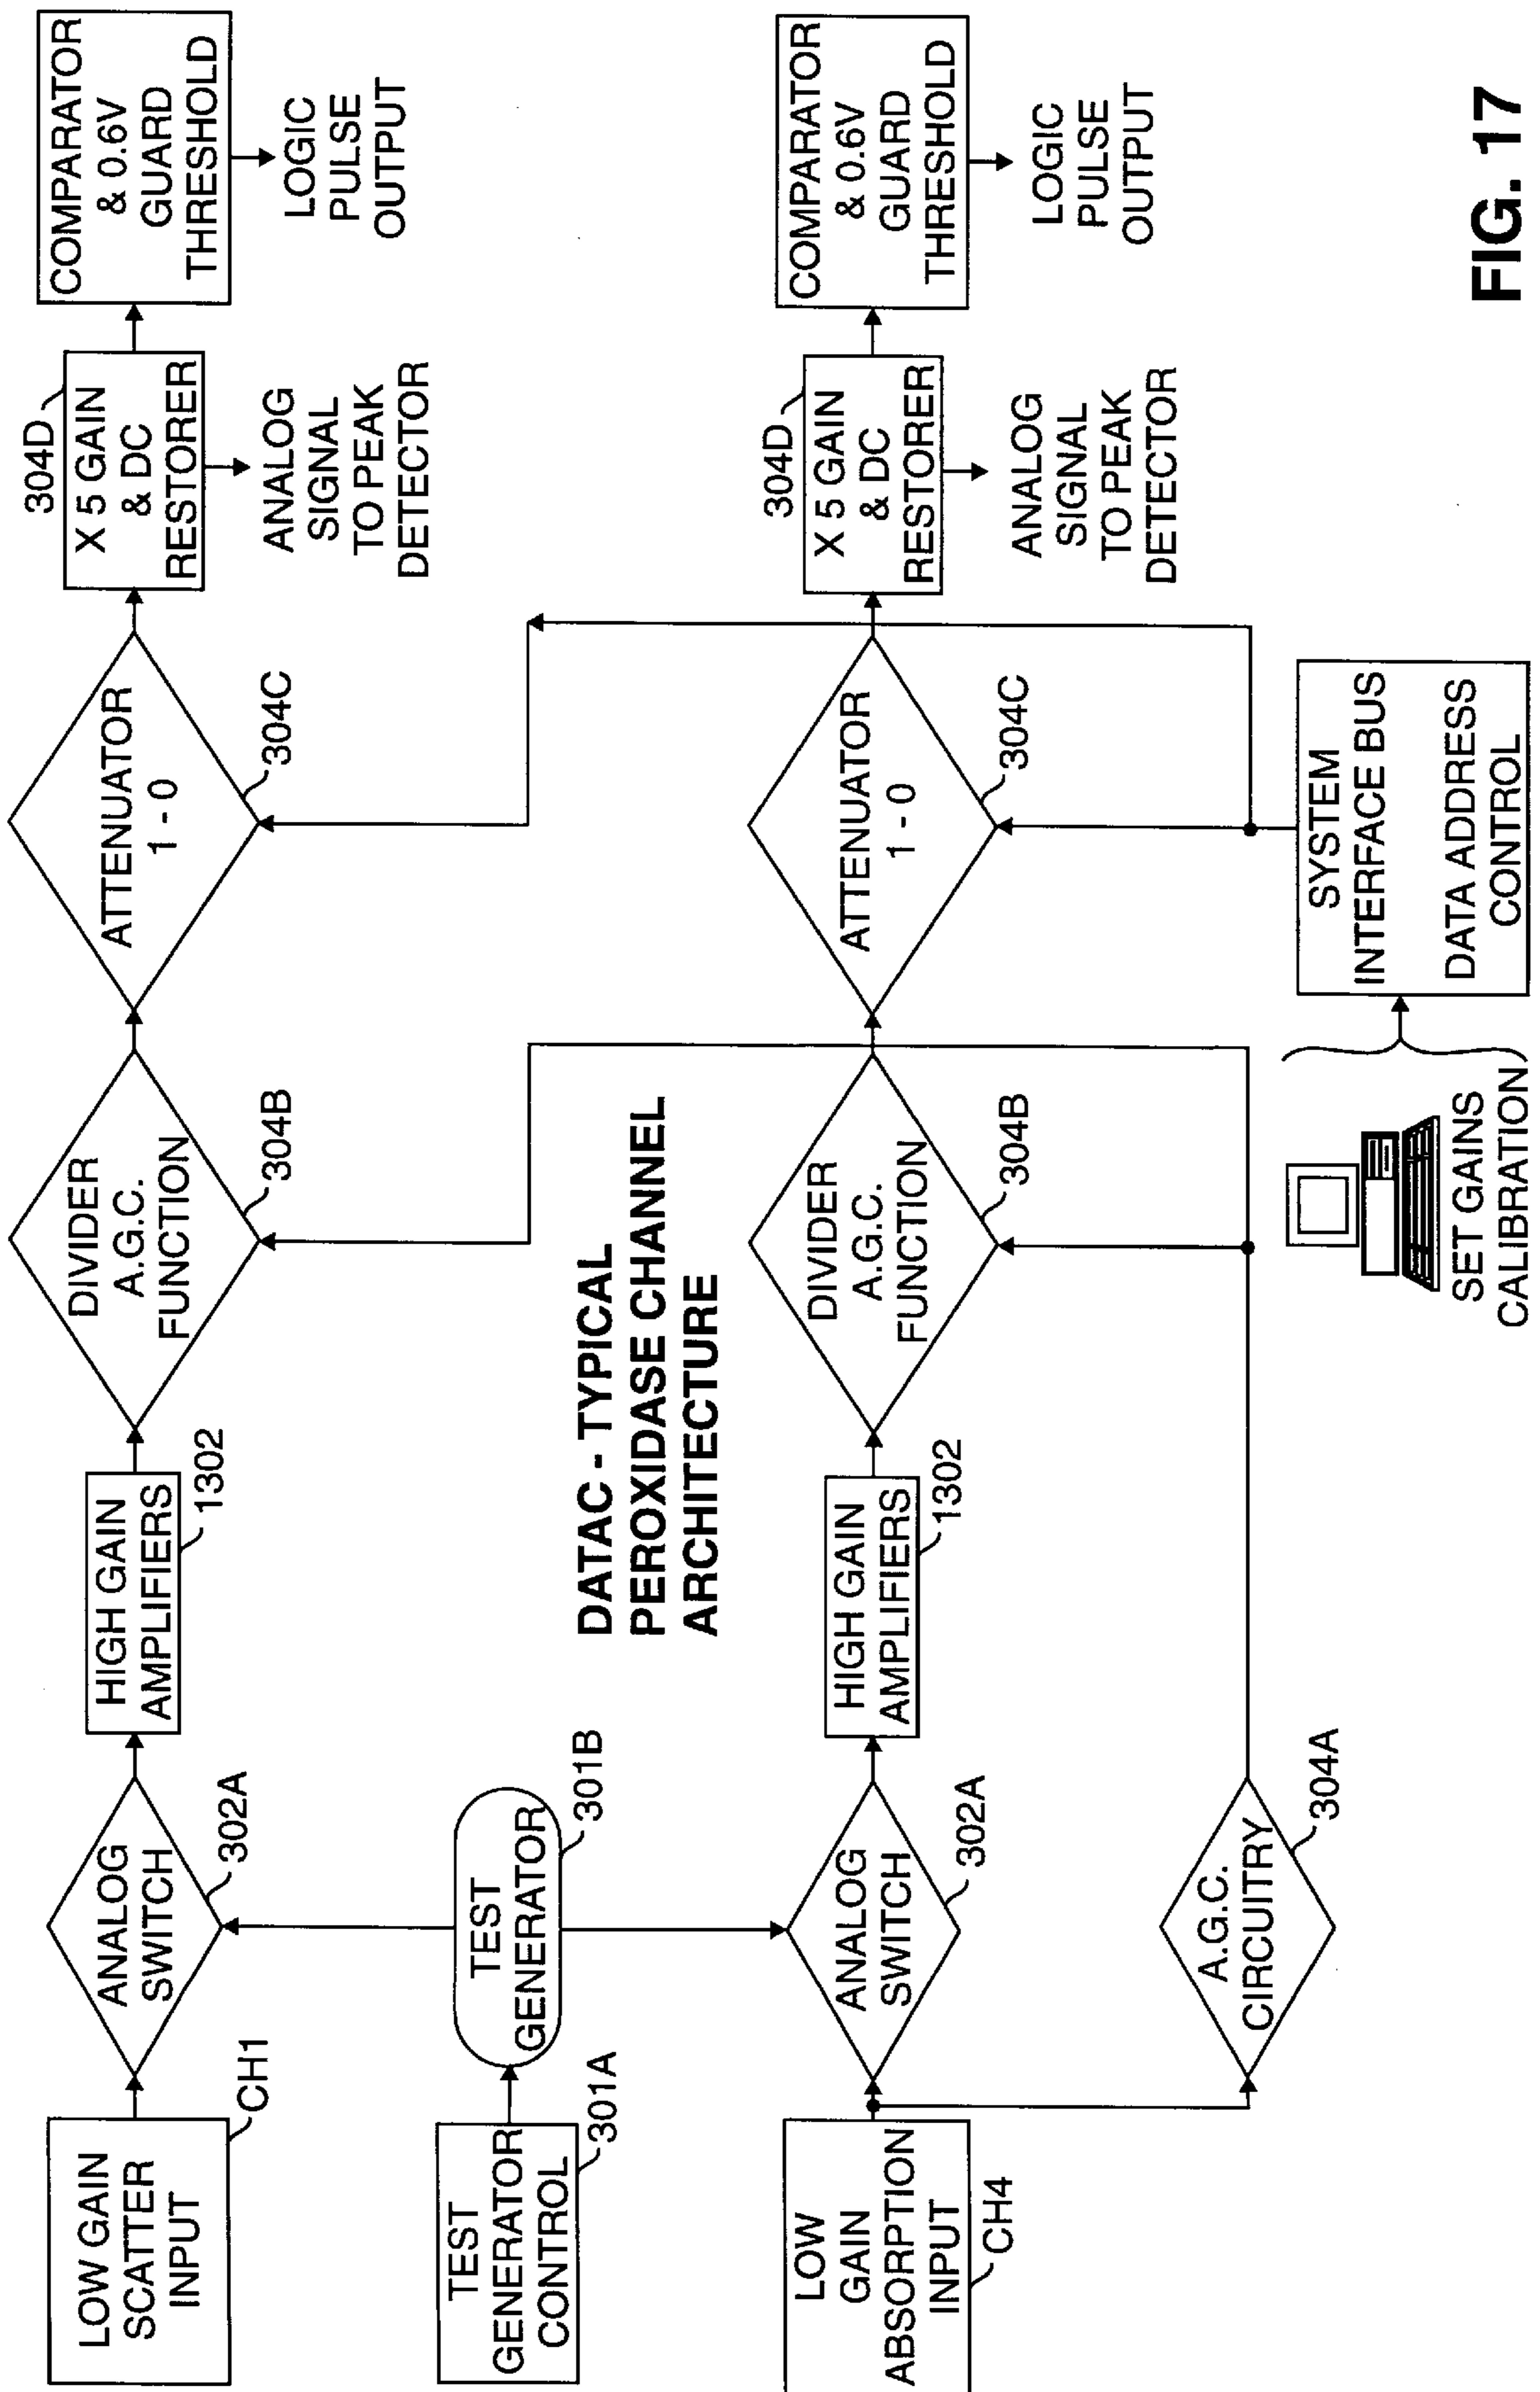 LOW GAIN
SCATTER
INPUT
CH1
ANALOG
SWITCH
302A
HIGH GAIN
AMPLIFIERS
1302
DIVIDER
A.G.C.
FUNCTION
304B
ATTENUATOR
1 - 0
304C
304D
X 5 GAIN
& DC
RESTORER
ANALOG
SIGNAL
TO PEAK
DETECTOR
COMPARATOR
& 0.6V
GUARD
THRESHOLD
LOGIC
PULSE
OUTPUT
TEST
GENERATOR
CONTROL
301A
TEST
GENERATOR
301B
DATAC - TYPICAL
PEROXIDASE CHANNEL
ARCHITECTURE
LOW
GAIN
ABSORPTION
INPUT
CH4
ANALOG
SWITCH
302A
HIGH GAIN
AMPLIFIERS
1302
DIVIDER
A.G.C.
FUNCTION
304B
ATTENUATOR
1 - 0
304C
304D
X 5 GAIN
& DC
RESTORER
ANALOG
SIGNAL
TO PEAK
DETECTOR
COMPARATOR
& 0.6V
GUARD
THRESHOLD
LOGIC
PULSE
OUTPUT
A.G.C.
CIRCUITRY
304A
SET GAINS
CALIBRATION
SYSTEM
INTERFACE BUS
DATA ADDRESS
CONTROL
FIG. 17